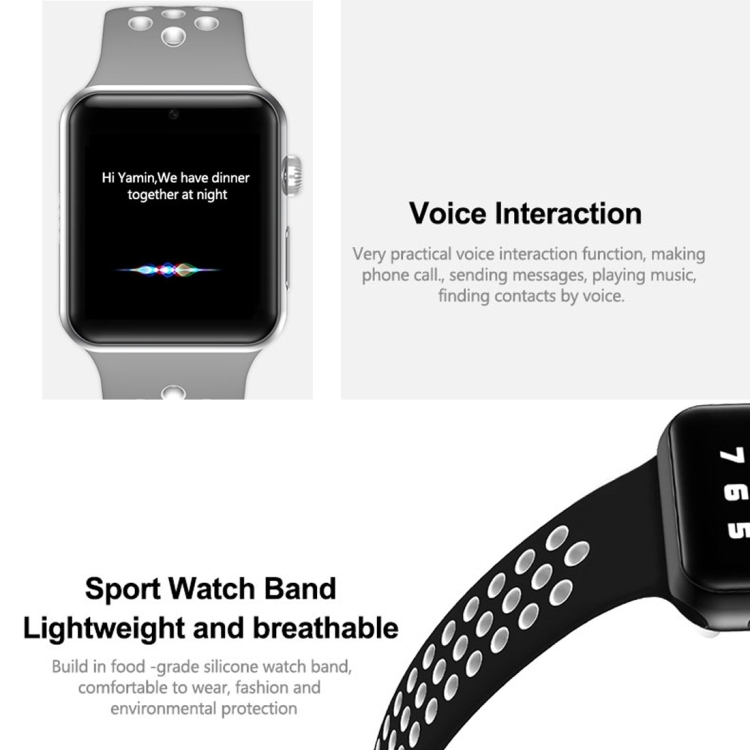 Hi Yamin,We have dinner
together at night
Voice Interaction
Very practical voice interaction function, making
phone call., sending messages, playing music,
finding contacts by voice.
7
6
5
Sport Watch Band
Lightweight and breathable
Build in food -grade silicone watch band,
comfortable to wear, fashion and
environmental protection